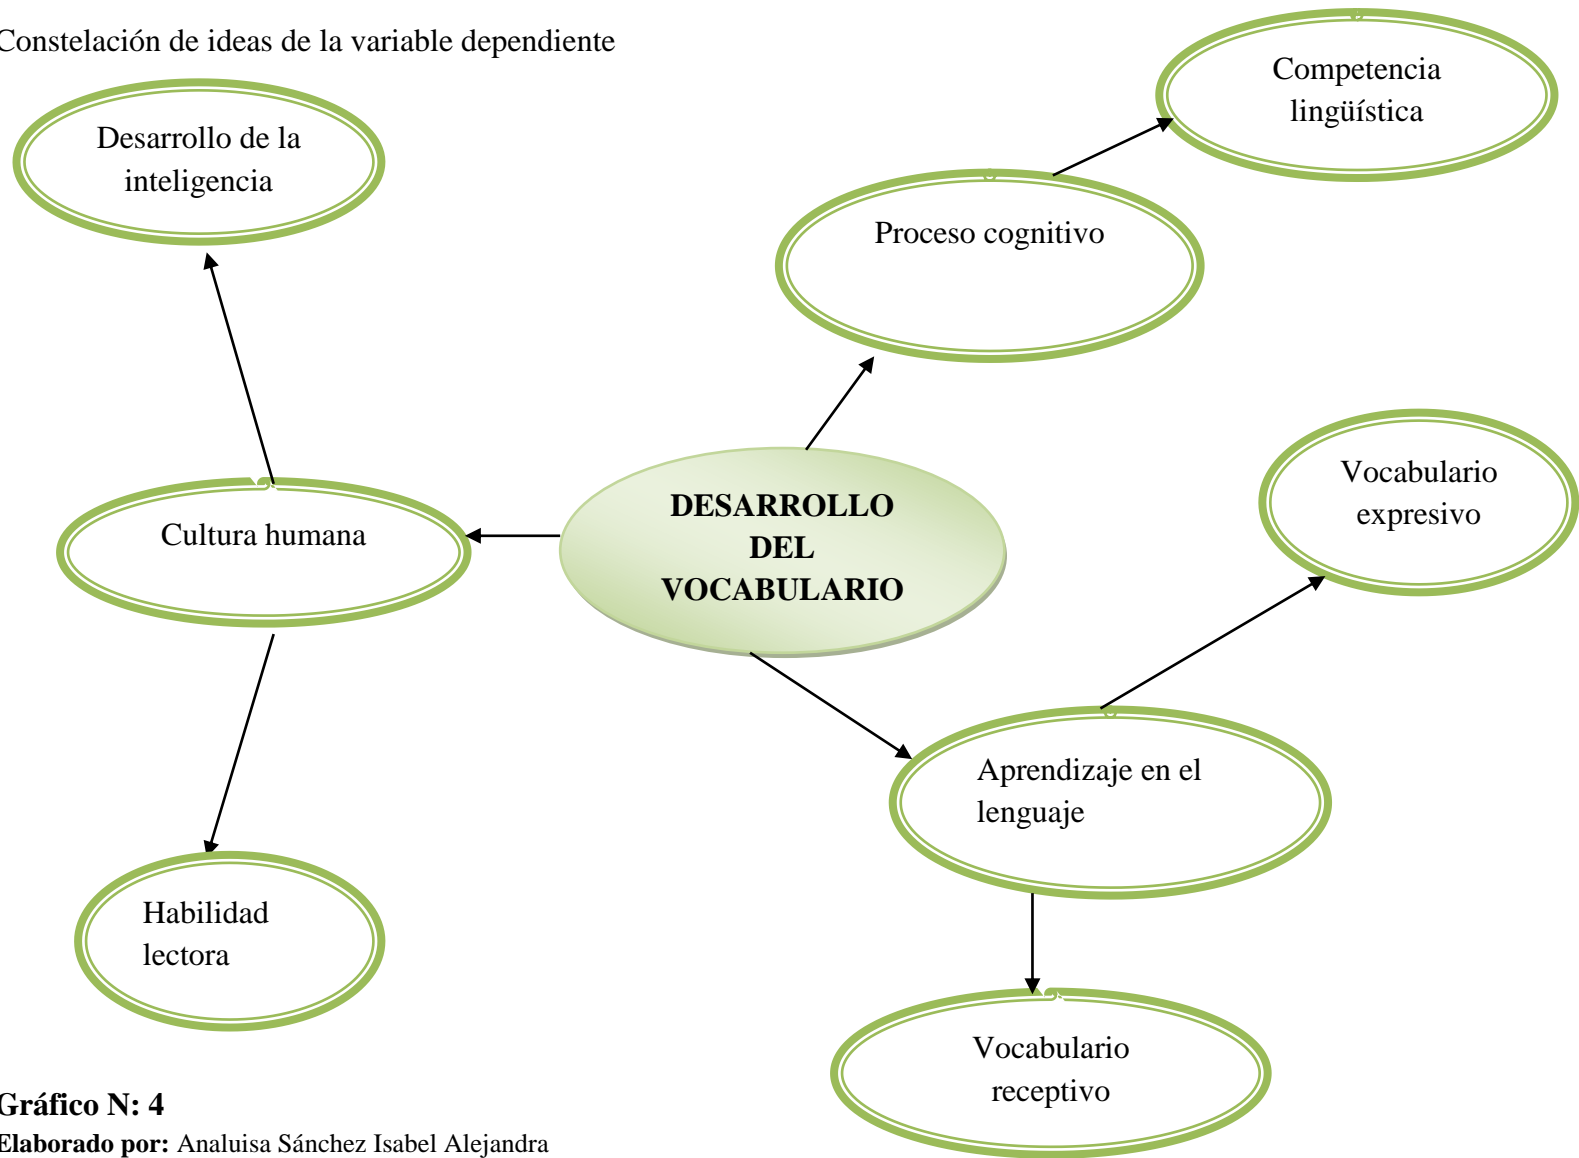 Constelación de ideas de la variable dependiente
Competencia
lingüística
Desarrollo de la
inteligencia
Proceso cognitivo
Vocabulario
expresivo
Cultura humana
DESARROLLO
DEL
VOCABULARIO
Aprendizaje en el
lenguaje
Habilidad
lectora
Vocabulario
receptivo
Gráfico N: 4
Elaborado por: Analuisa Sánchez Isabel Alejandra